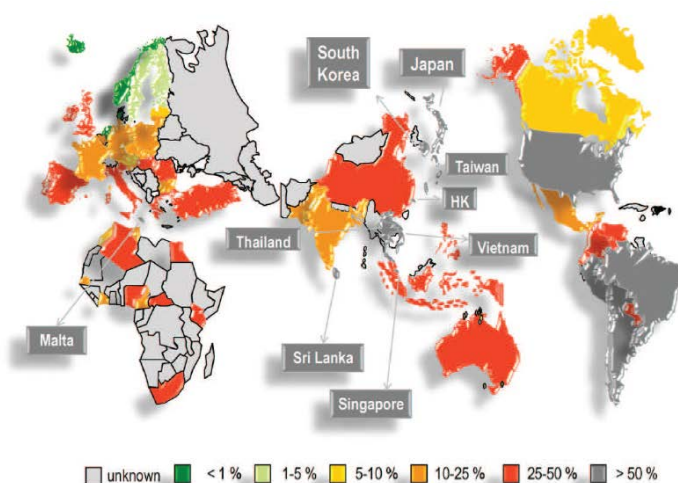 South
Korea
Japan
Taiwan
HK
Thailand
Vietnam
Malta
Sri Lanka
Singapore
unknown < 1 % 1-5 % 5-10 % 10-25 % 25-50 % > 50 %